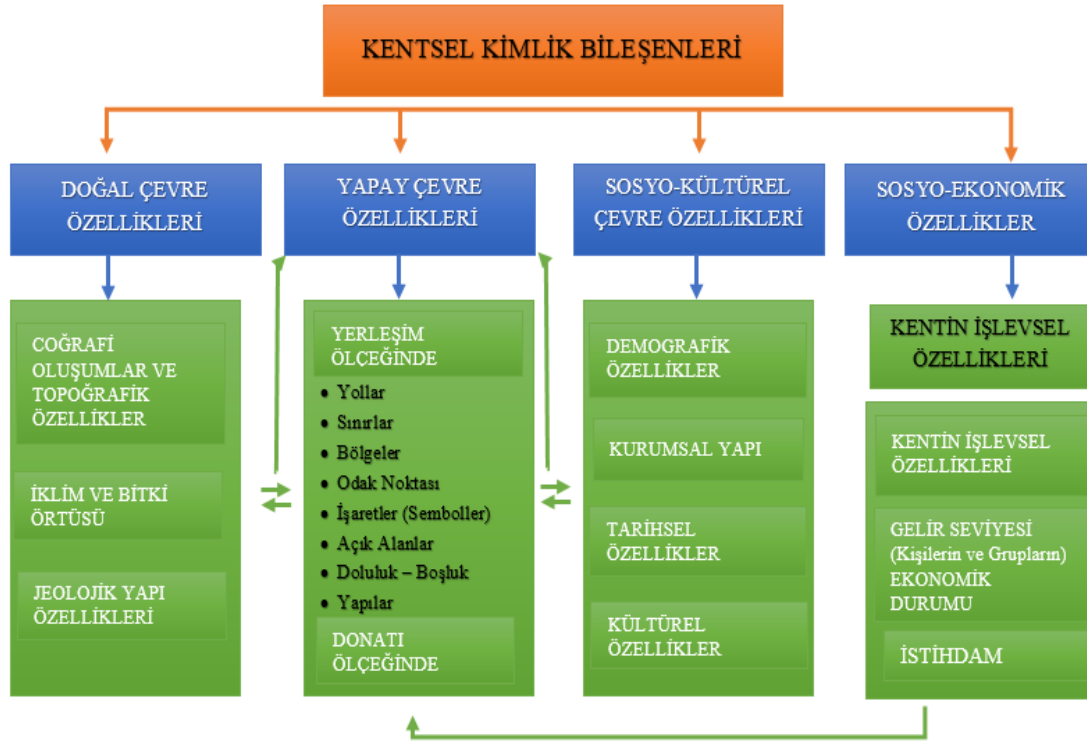 KENTSEL KİMLİK BİLEŞENLERİ
DOĞAL ÇEVRE
ÖZELLİKLERİ
YAPAY ÇEVRE
ÖZELLİKLERİ
SOSYO-KÜLTÜREL
ÇEVRE ÖZELLİKLERİ
SOSYO-EKONOMİK
ÖZELLİKLER
COĞRAFİ
OLUŞUMLAR VE
TOPOĞRAFİK
ÖZELLİKLER
İKLİM VE BİTKİ
ÖRTÜSÜ
JEOLOJİK YAPI
ÖZELLİKLERİ
YERLEŞİM
ÖLÇEĞİNDE
• Yollar
• Sınırlar
• Bölgeler
• Odak Noktası
• İşaretler (Semboller)
• Açık Alanlar
• Doluluk – Boşluk
• Yapılar
DONATI
ÖLÇEĞİNDE
DEMOGRAFİK
ÖZELLİKLER
KURUMSAL YAPI
TARİHSEL
ÖZELLİKLER
KÜLTÜREL
ÖZELLİKLER
KENTİN İŞLEVSEL
ÖZELLİKLERİ
KENTİN İŞLEVSEL
ÖZELLİKLERİ
GELİR SEVİYESİ
(Kişilerin ve Grupların)
EKONOMİK
DURUMU
İSTİHDAM